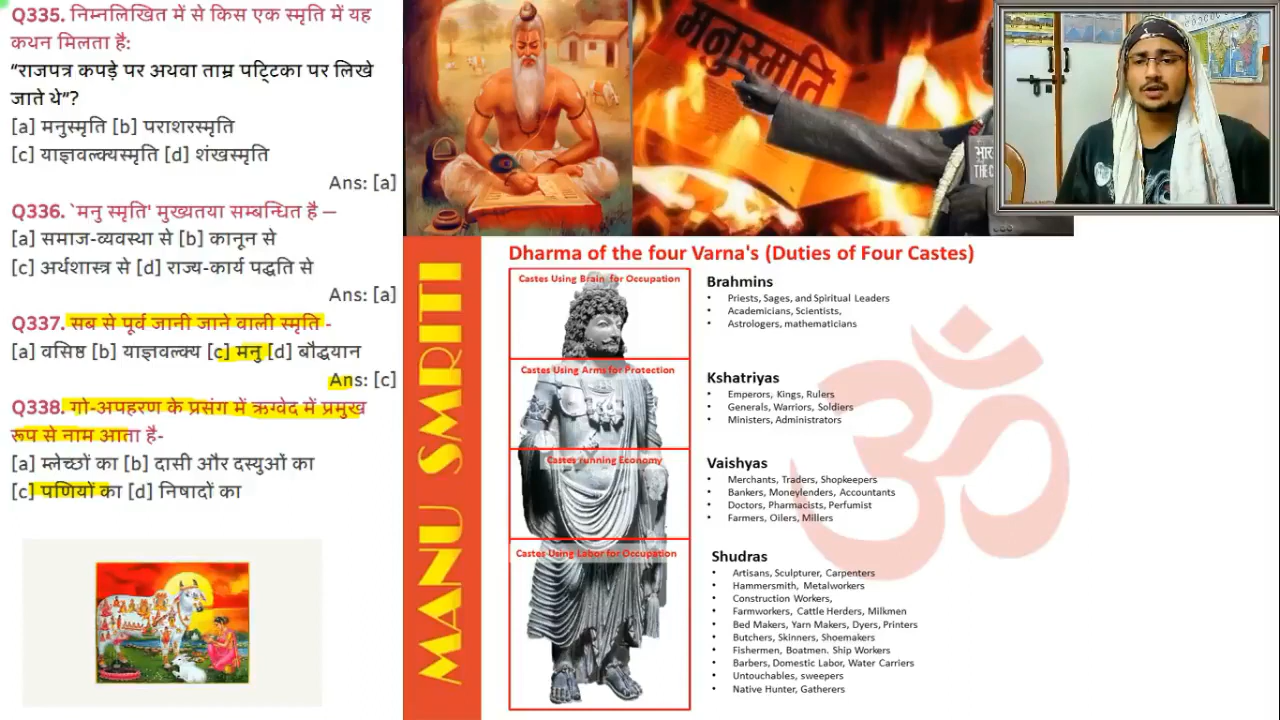 Q335. निम्नलिखित में से किस एक स्मृति में यह
कथन मिलता है:
“राजपत्र कपड़े पर अथवा ताम्र पट्टिका पर लिखे
जाते थे”?
[a] मनुस्मृति [b] पराशरस्मृति
[c] याज्ञवल्क्यस्मृति [d] शंखस्मृति
Ans: [a]
Q336. `मनु स्मृति' मुख्यतया सम्बन्धित है —
[a] समाज-व्यवस्था से [b] कानून से
[c] अर्थशास्त्र से [d] राज्य-कार्य पद्धति से
Ans: [a]
Q337. सब से पूर्व जानी जाने वाली स्मृति -
[a] वसिष्ठ [b] याज्ञवल्क्य [c] मनु [d] बौद्धयान
Ans: [c]
Q338. गो-अपहरण के प्रसंग में ऋग्वेद में प्रमुख
रूप से नाम आता है-
[a] म्लेच्छों का [b] दासी और दस्युओं का
[c] पणियों का [d] निषादों का
मनुस्मृति
भार
THE C
MANU SMRITI
Dharma of the four Varna's (Duties of Four Castes)
Castes Using Brain for Occupation
Castes Using Arms for Protection
Castes running Economy
Castes Using Labor for Occupation
Brahmins
• Priests, Sages, and Spiritual Leaders
• Academicians, Scientists,
• Astrologers, mathematicians
Kshatriyas
• Emperors, Kings, Rulers
• Generals, Warriors, Soldiers
• Ministers, Administrators
Vaishyas
• Merchants, Traders, Shopkeepers
• Bankers, Moneylenders, Accountants
• Doctors, Pharmacists, Perfumist
• Farmers, Oilers, Millers
Shudras
• Artisans, Sculpturer, Carpenters
• Hammersmith, Metalworkers
• Construction Workers,
• Farmworkers, Cattle Herders, Milkmen
• Bed Makers, Yarn Makers, Dyers, Printers
• Butchers, Skinners, Shoemakers
• Fishermen, Boatmen. Ship Workers
• Barbers, Domestic Labor, Water Carriers
• Untouchables, sweepers
• Native Hunter, Gatherers
ॐ